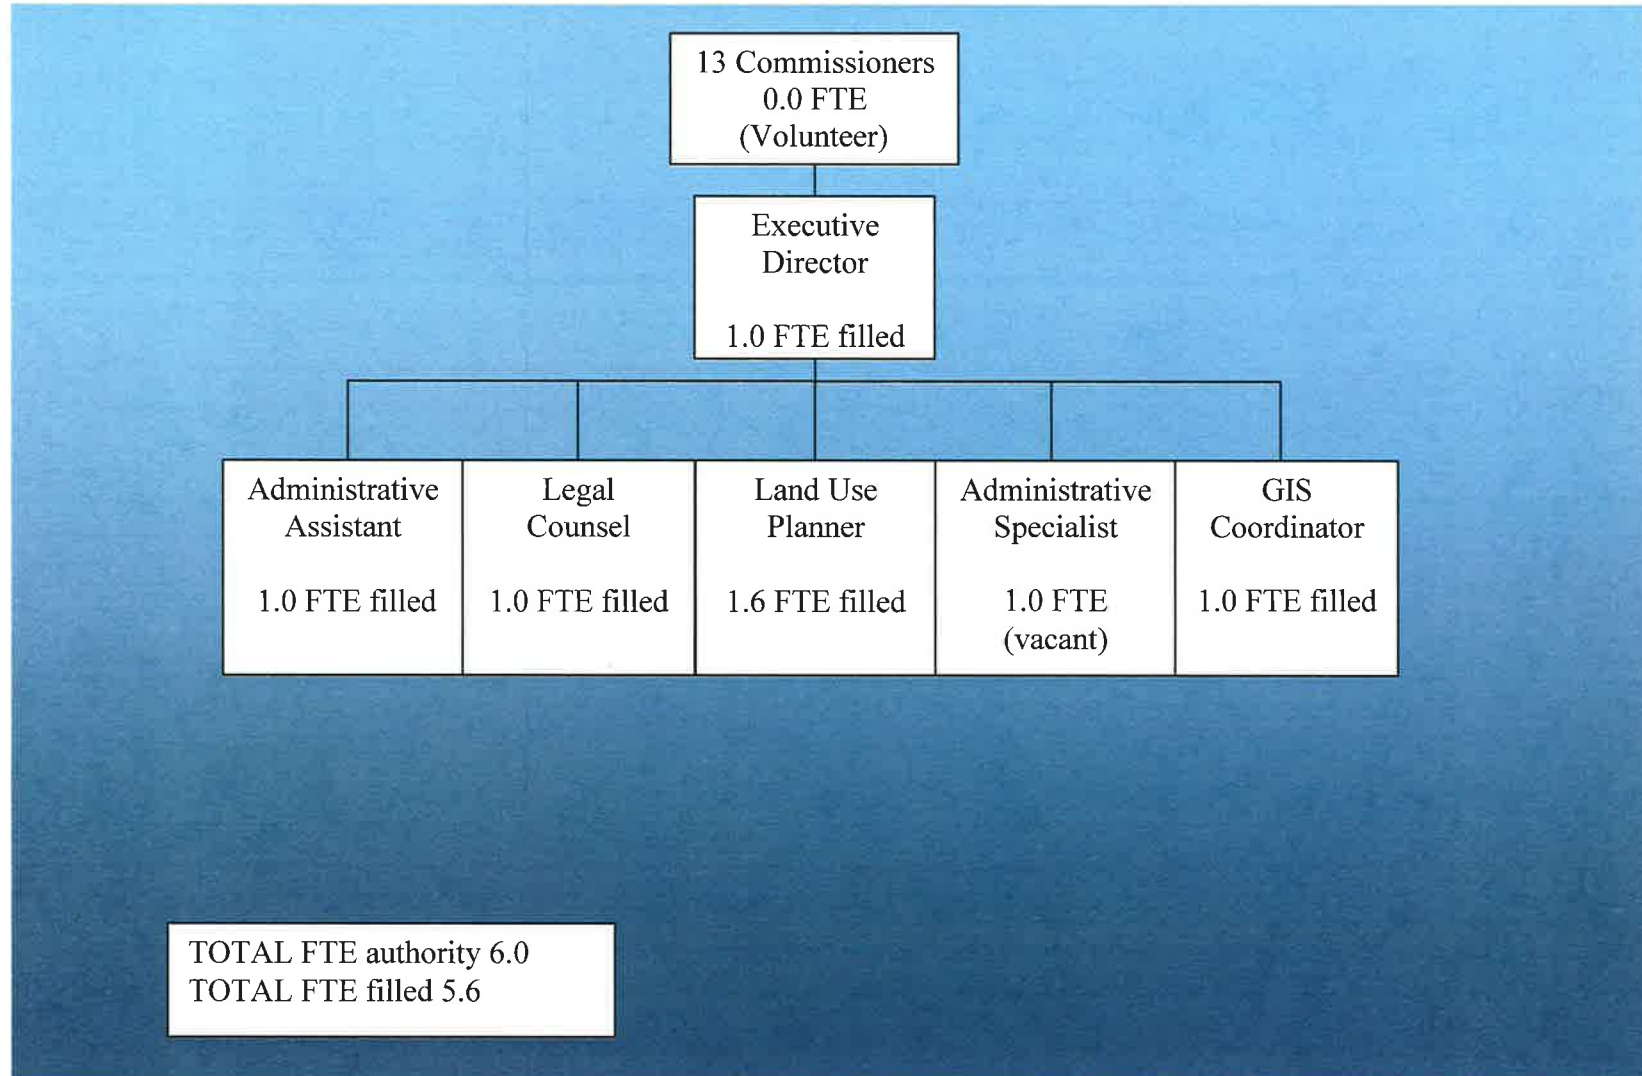 13 Commissioners
0.0 FTE
(Volunteer)
Executive
Director
1.0 FTE filled
Administrative
Assistant
1.0 FTE filled
Legal
Counsel
1.0 FTE filled
Land Use
Planner
1.6 FTE filled
Administrative
Specialist
1.0 FTE
(vacant)
GIS
Coordinator
1.0 FTE filled
TOTAL FTE authority 6.0
TOTAL FTE filled 5.6